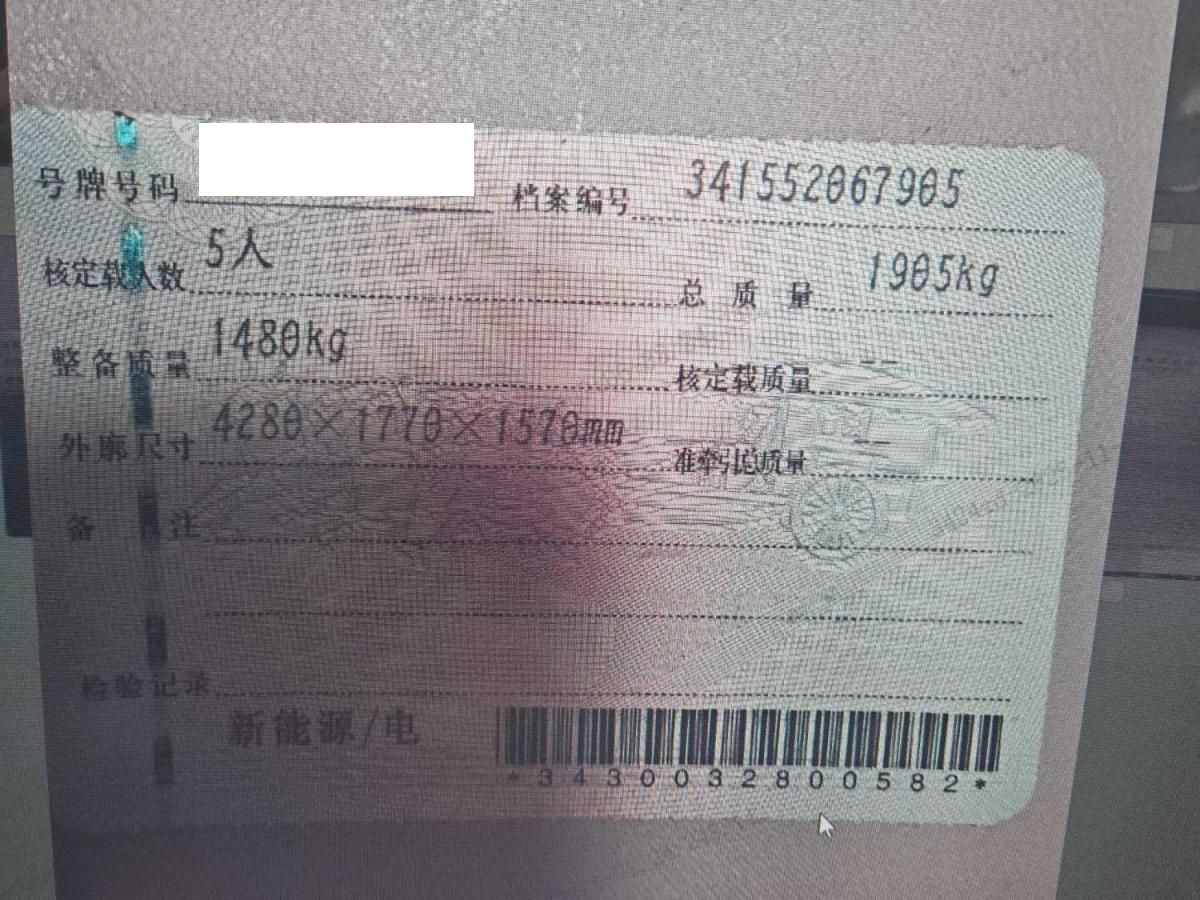 号牌号码 档案编号 341552067905
核定载人数 5人 总质量 1905kg
整备质量 1480kg 核定载质量 --
外廓尺寸 4280×1770×1570mm 准牵引总质量 --
备注
检验记录
新能源/电
*3430032800582*